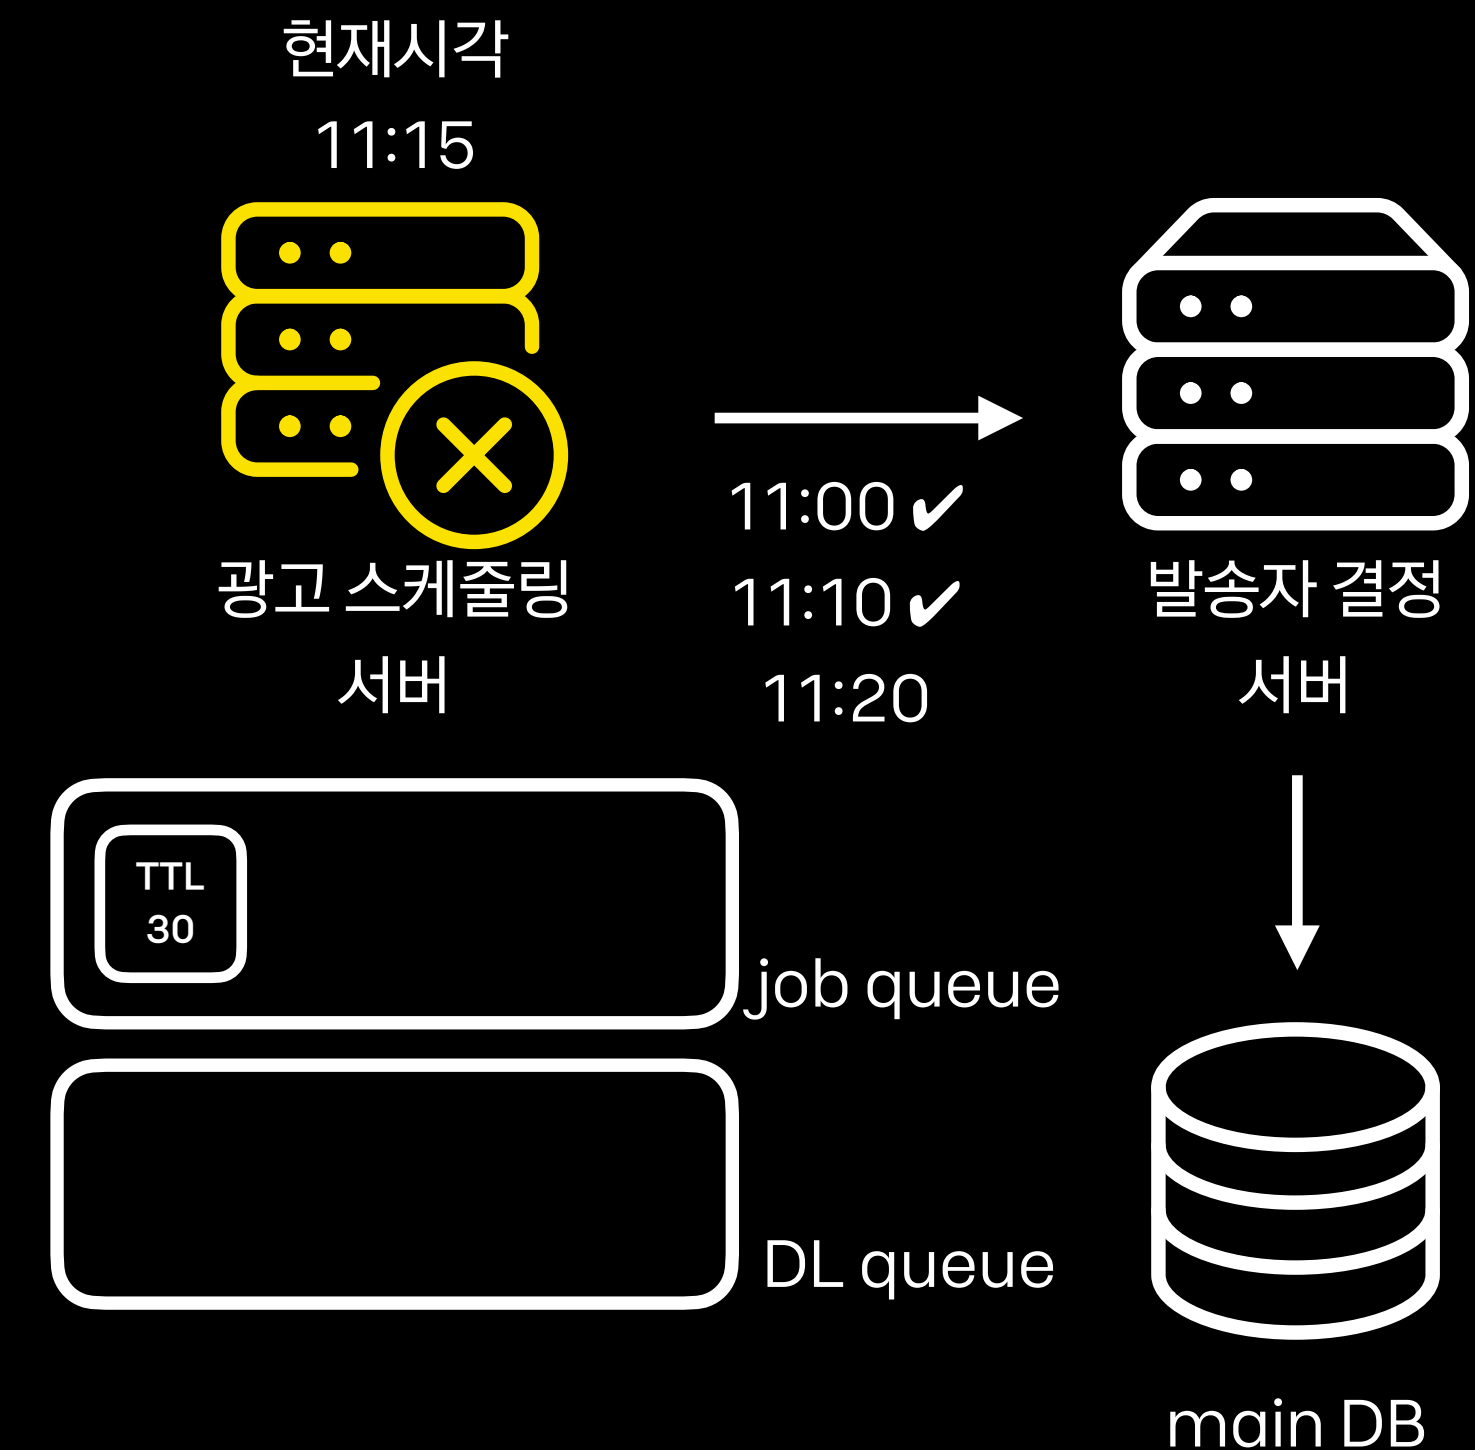 현재시각
11:15
광고 스케줄링
서버
11:00 ✔
11:10 ✔
11:20
발송자 결정
서버
TTL
30
job queue
DL queue
main DB